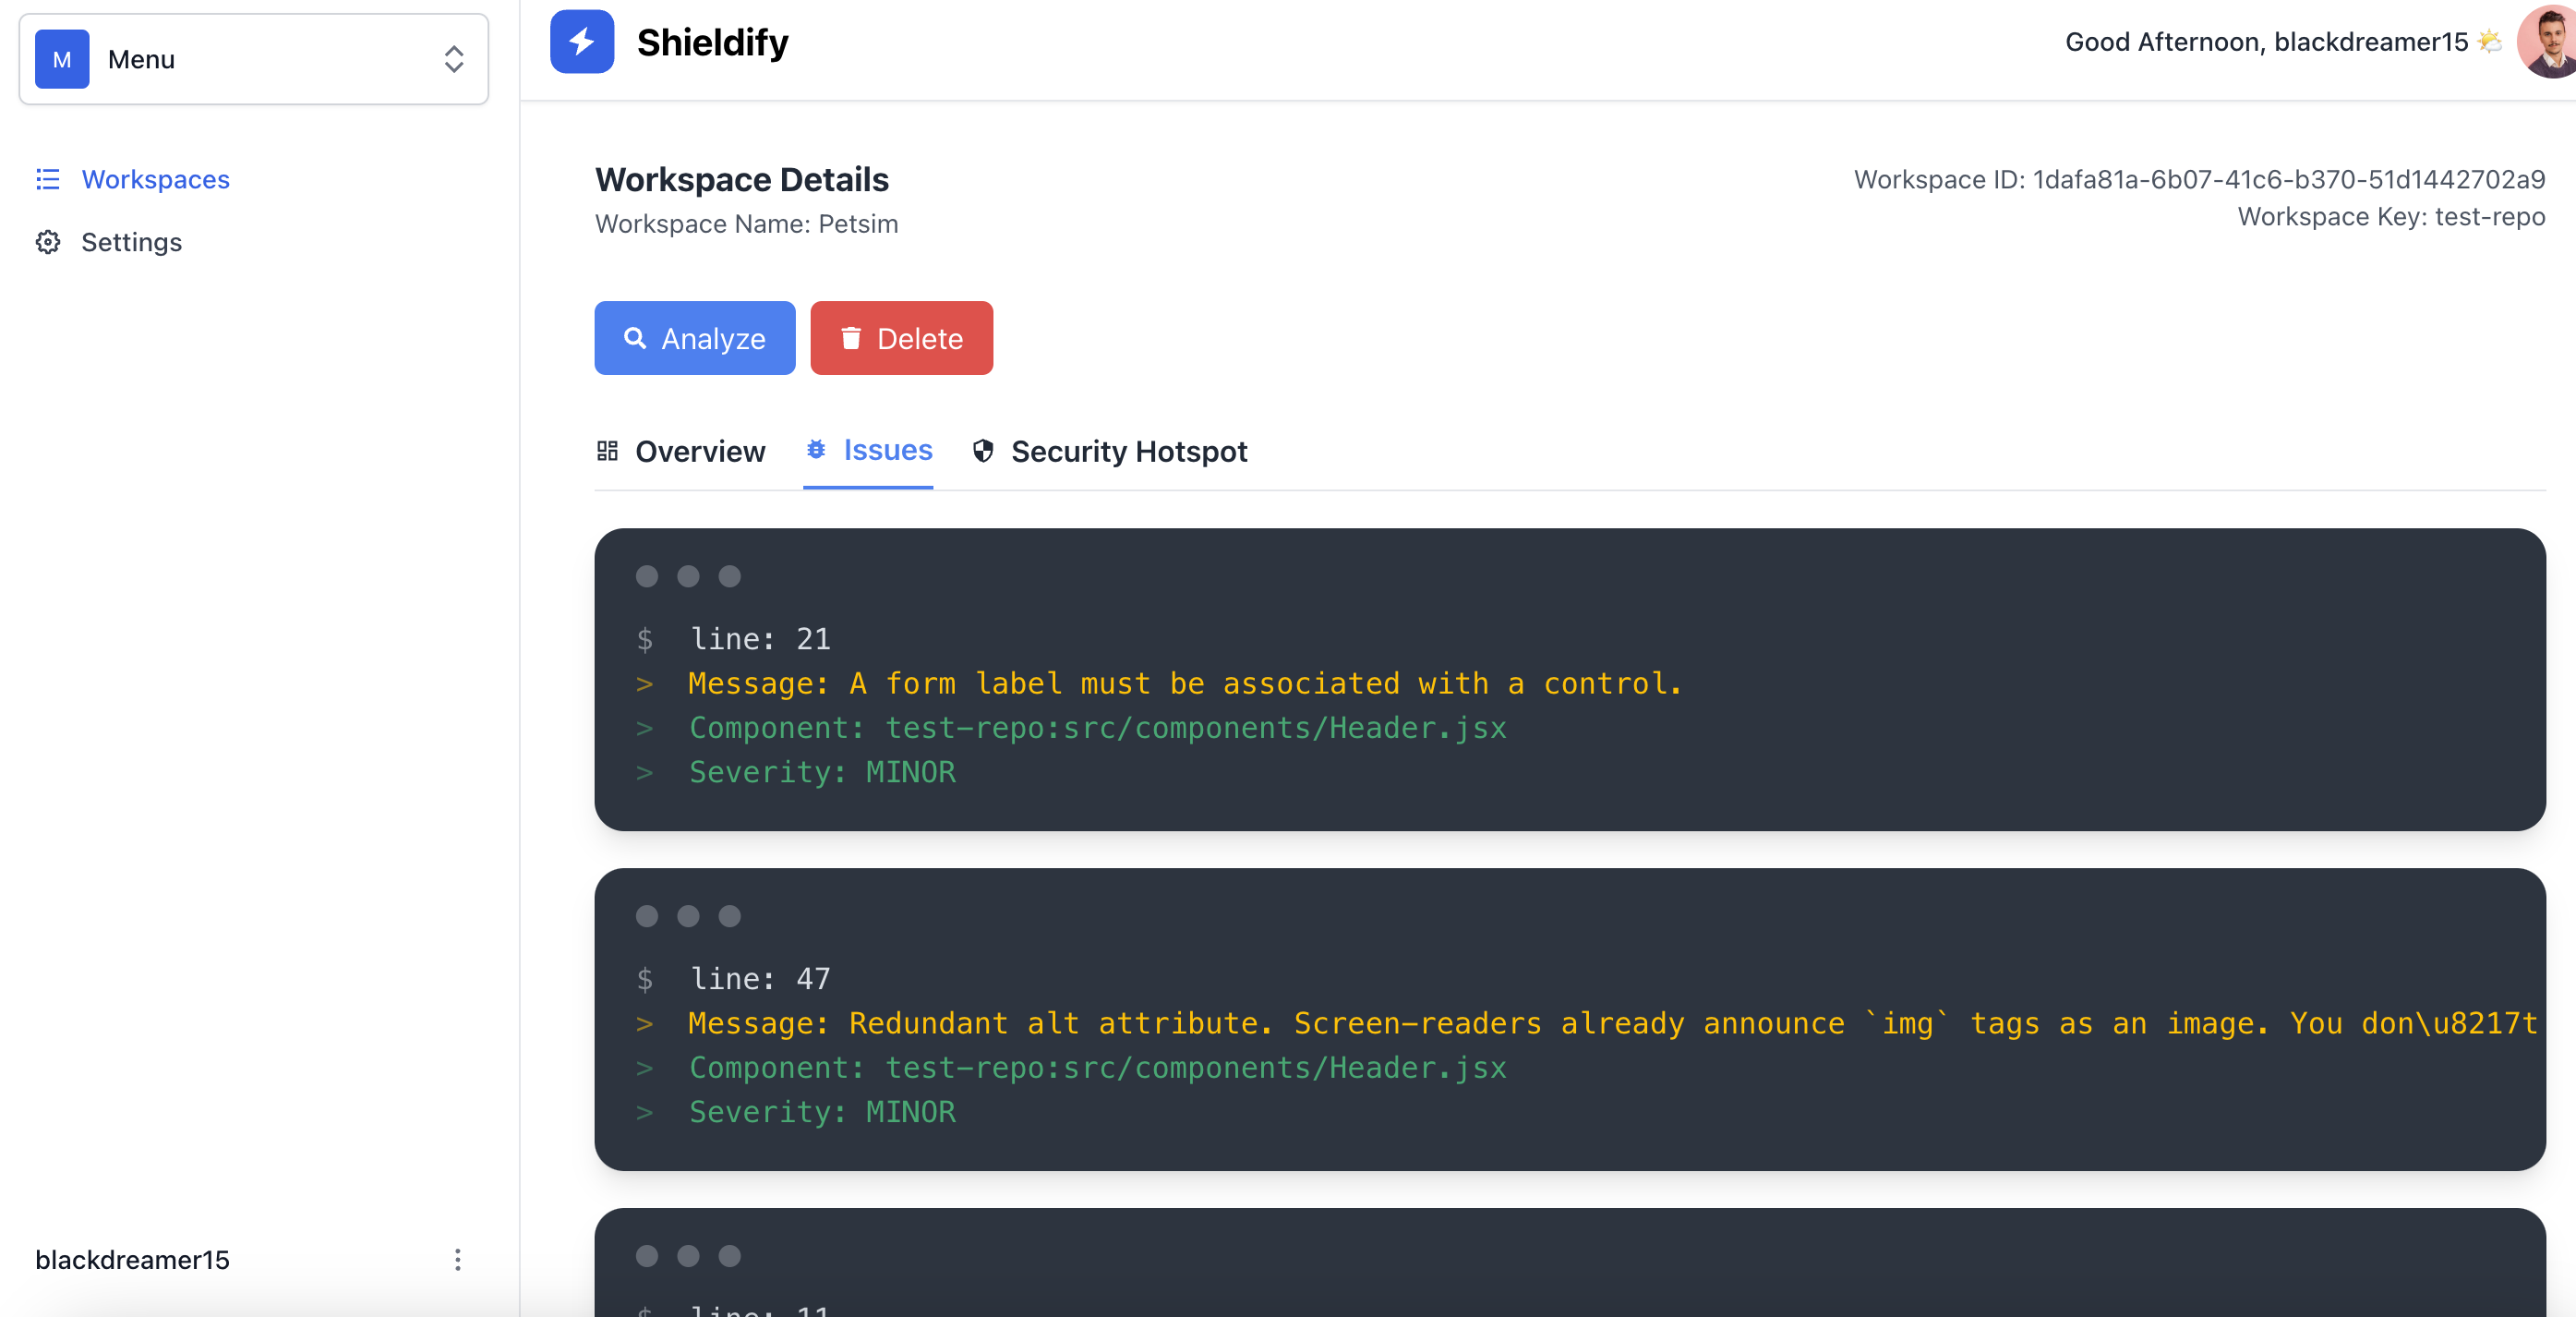 M Menu
Workspaces
Settings
blackdreamer15
Shieldify
Good Afternoon, blackdreamer15 🌤️
Workspace Details
Workspace Name: Petsim
Workspace ID: 1dafa81a-6b07-41c6-b370-51d1442702a9
Workspace Key: test-repo
Analyze
Delete
Overview
Issues
Security Hotspot
$ line: 21
> Message: A form label must be associated with a control.
> Component: test-repo:src/components/Header.jsx
> Severity: MINOR
$ line: 47
> Message: Redundant alt attribute. Screen-readers already announce `img` tags as an image. You don\u8217t
> Component: test-repo:src/components/Header.jsx
> Severity: MINOR
$ line: 11